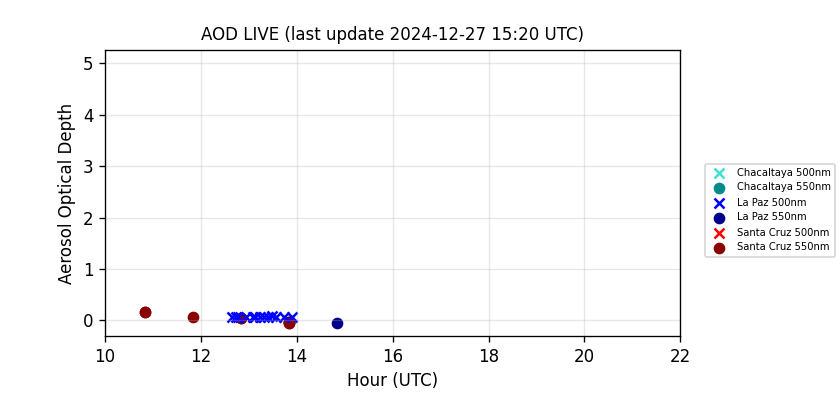 AOD LIVE (last update 2024-12-27 15:20 UTC)
Aerosol Optical Depth
5
4
3
2
1
0
10 12 14 16 18 20 22
Hour (UTC)
Chacaltaya 500nm
Chacaltaya 550nm
La Paz 500nm
La Paz 550nm
Santa Cruz 500nm
Santa Cruz 550nm